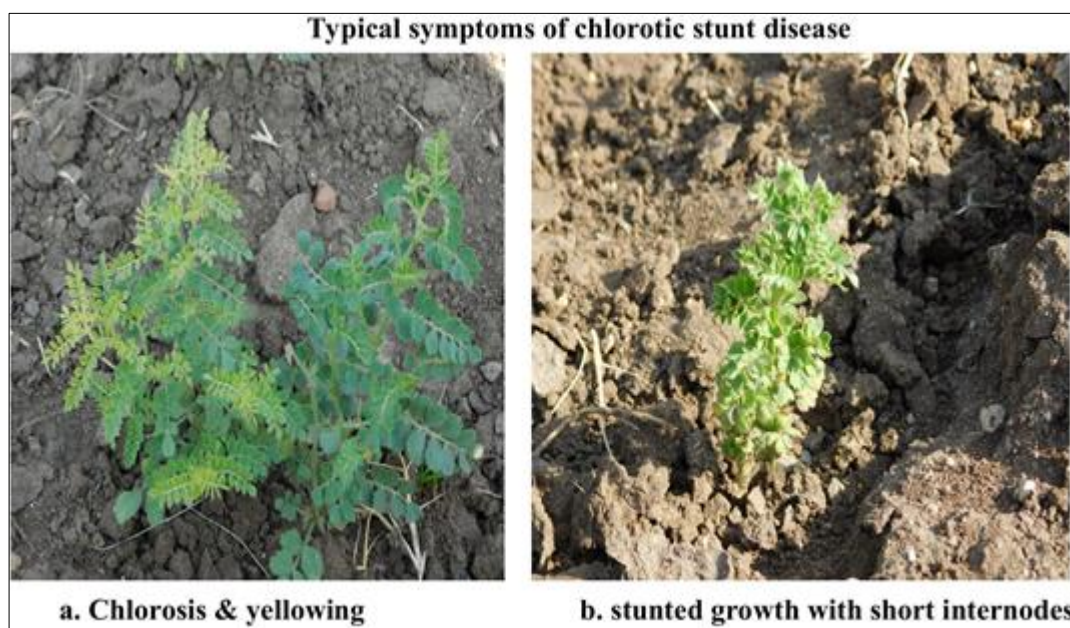 Typical symptoms of chlorotic stunt disease
a. Chlorosis & yellowing
b. stunted growth with short internodes